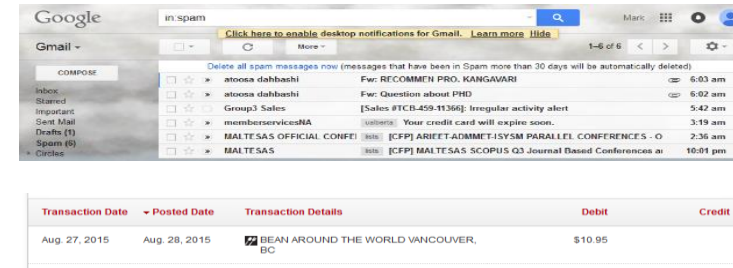 Google in:spam Mark
Click here to enable desktop notifications for Gmail. Learn more Hide
Gmail More 1–6 of 6
Delete all spam messages now (messages that have been in Spam more than 30 days will be automatically deleted)
COMPOSE
atoosa dahbashi Fw: RECOMMEN PRO. KANGAVARI 6:03 am
Inbox atoosa dahbashi Fw: Question about PHD 6:02 am
Starred
Important Group3 Sales [Sales #TCB-459-11366]: Irregular activity alert 5:42 am
Sent Mail memberservicesNA ualberta Your credit card will expire soon. 3:19 am
Drafts (1) MALTESAS OFFICIAL CONFEI lists [CFP] ARIEET-ADMMET-ISYSM PARALLEL CONFERENCES - O 2:36 am
Spam (6)
Circles MALTESAS lists [CFP] MALTESAS SCOPUS Q3 Journal Based Conferences ai 10:01 pm
Transaction Date Posted Date Transaction Details Debit Credit
Aug. 27, 2015 Aug. 28, 2015 BEAN AROUND THE WORLD VANCOUVER, $10.95
BC